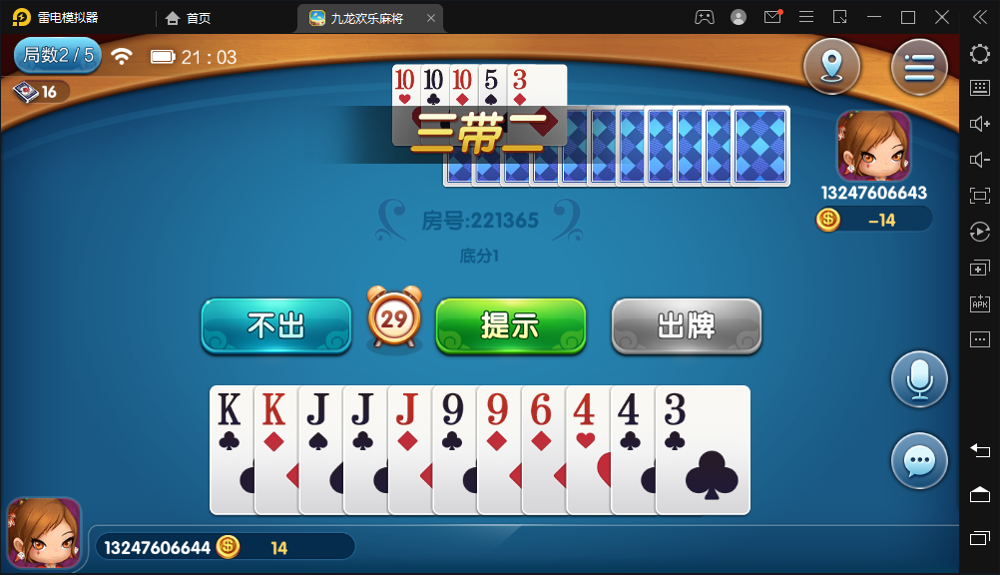 雷电模拟器
首页
九龙欢乐麻将
局数2 / 5
21 : 03
16
10 10 10 5 3
三带二
13247606643
-14
房号:221365
底分1
不出
29
提示
出牌
K K J J J 9 9 6 4 4 3
13247606644
14
APK